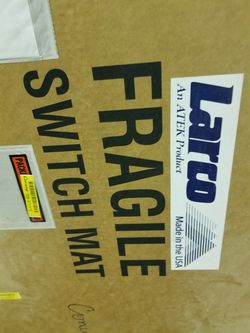 Larco
An ATEK Product
Made in the USA
FRAGILE
SWITCH MAT